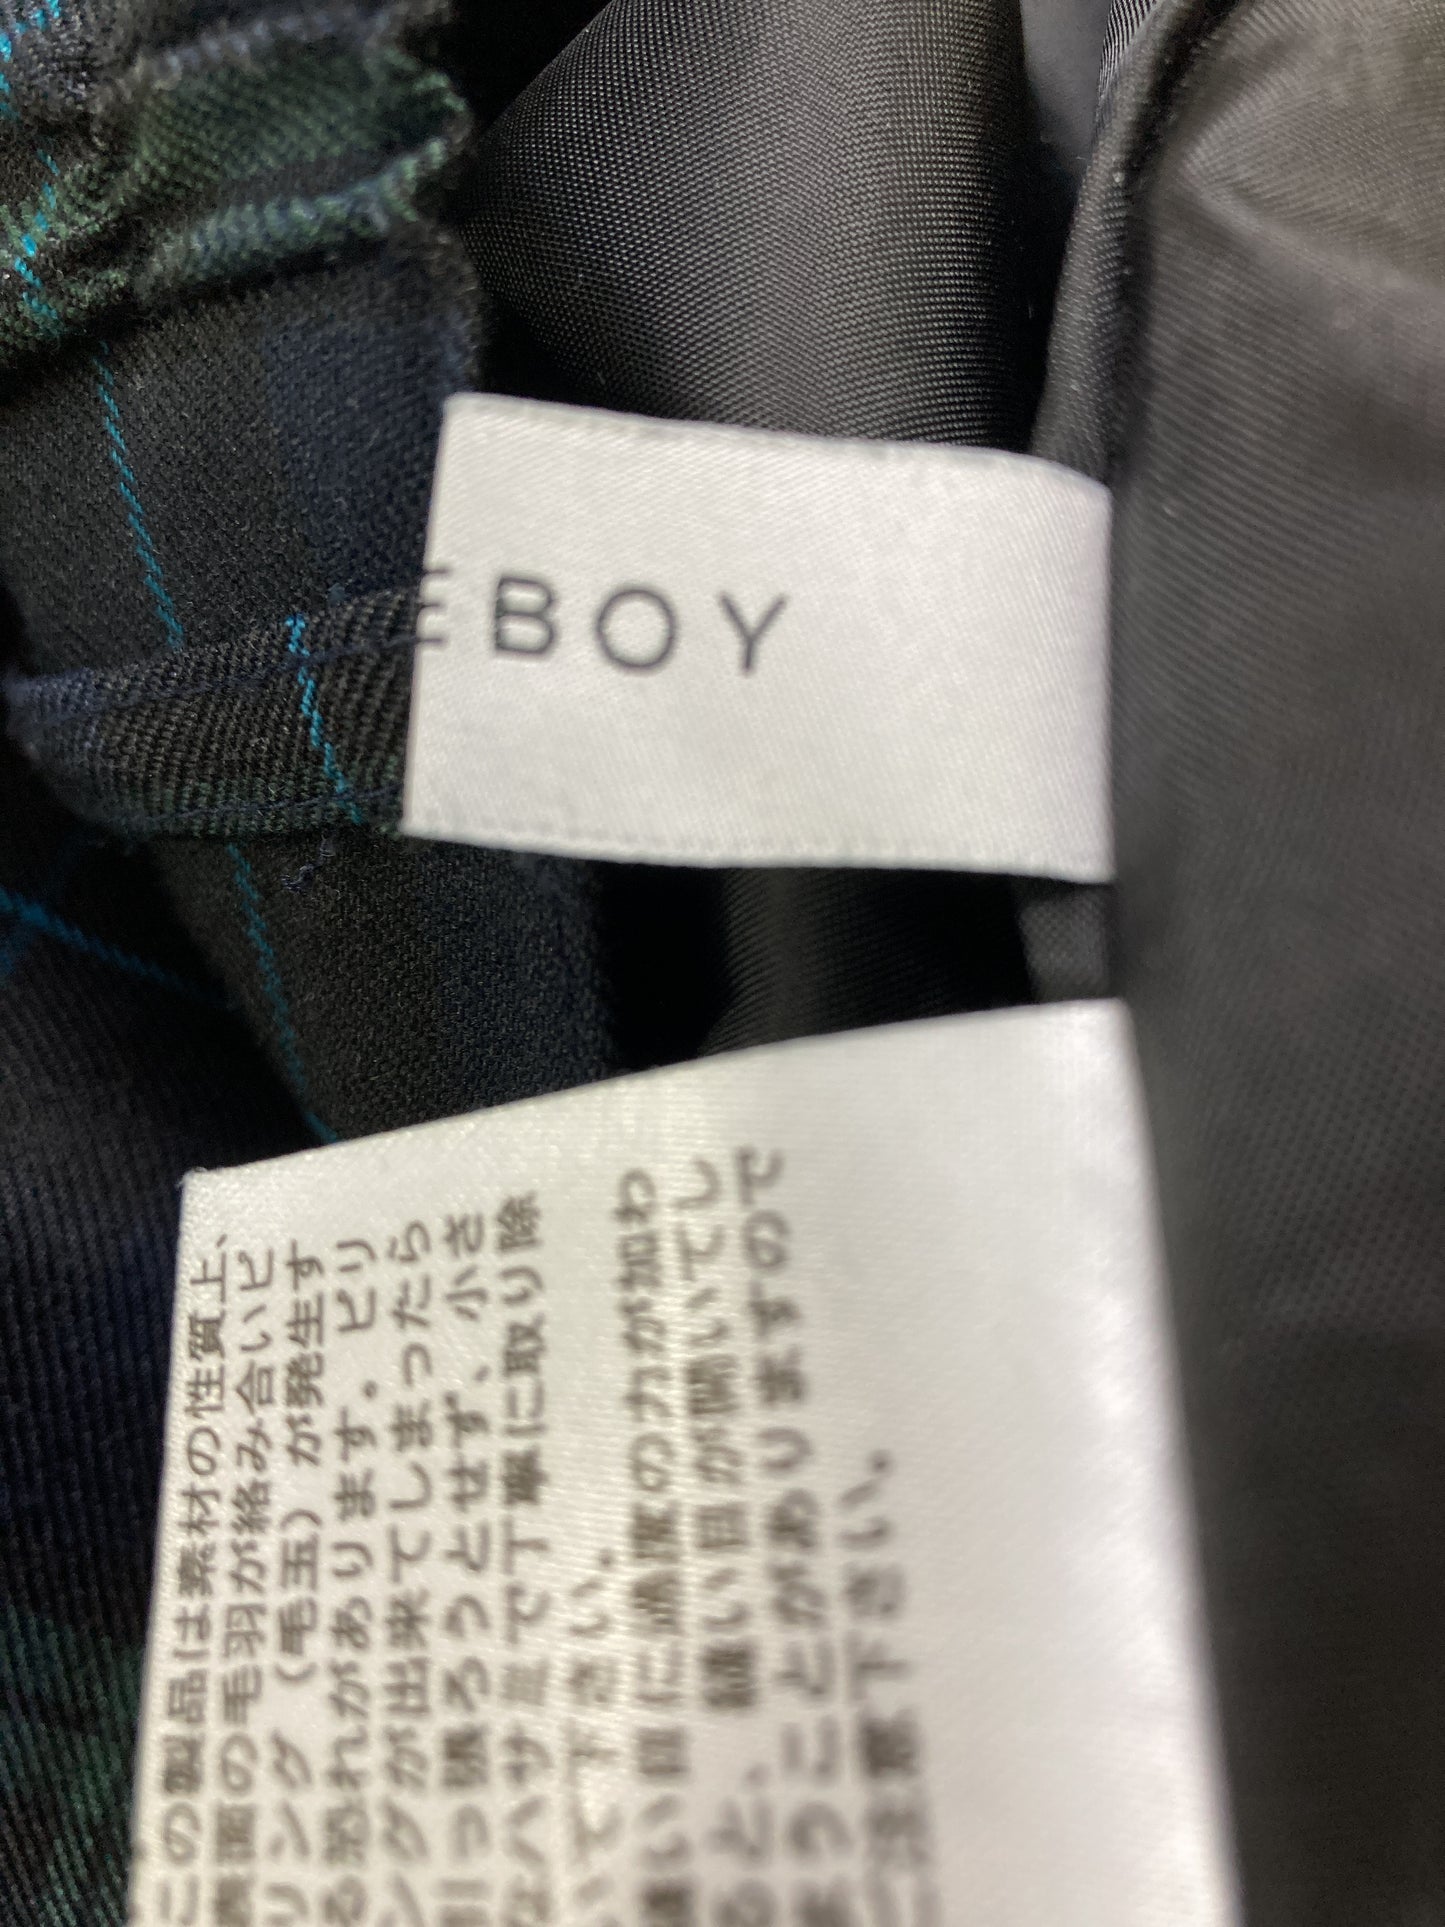 EBOY
この製品は素材の性質上、
表面の毛羽が絡み合いピ
リング（毛玉）が発生す
る恐れがあります。ピリ
ングが出来てしまったら
引っ張ろうとせず、小さ
なハサミで丁寧に取り除
いて下さい。
縫い目に過度の力が加わ
縫い目が開いてし
ことがありますので
ご注意下さい。